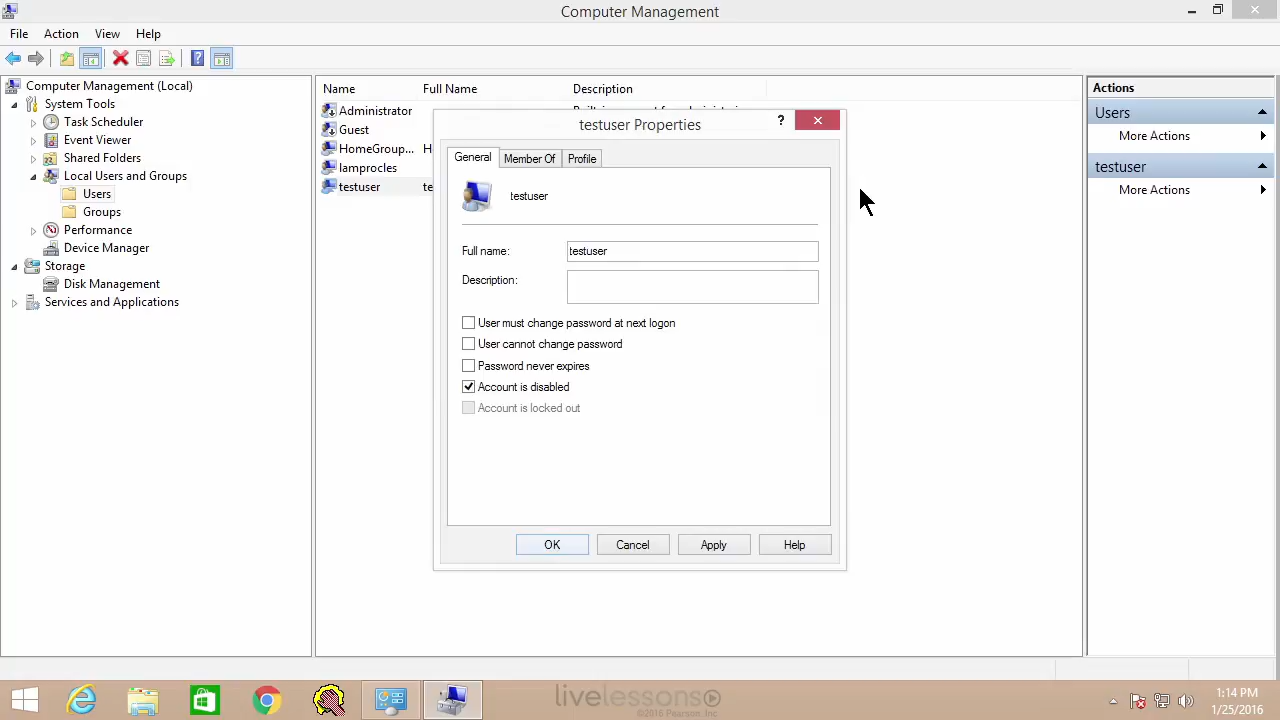 Computer Management
File Action View Help
Computer Management (Local)
System Tools
Task Scheduler
Event Viewer
Shared Folders
Local Users and Groups
Users
Groups
Performance
Device Manager
Storage
Disk Management
Services and Applications
Name Full Name Description
Administrator
Guest
HomeGroup... H
lamprocles
testuser te
testuser Properties
General Member Of Profile
testuser
Full name: testuser
Description:
User must change password at next logon
User cannot change password
Password never expires
Account is disabled
Account is locked out
OK Cancel Apply Help
Actions
Users
More Actions
testuser
More Actions
livelessons
©2016 Pearson, Inc.
1:14 PM
1/25/2016